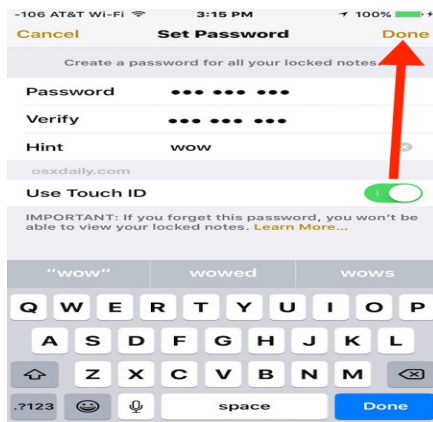 -106 AT&T Wi-Fi 3:15 PM 100%
Cancel Set Password Done
Create a password for all your locked notes.
Password ●●● ●●● ●●●
Verify ●●● ●●● ●●●
Hint wow
osxdaily.com
Use Touch ID
IMPORTANT: If you forget this password, you won't be
able to view your locked notes. Learn More...
"wow" wowed wows
Q W E R T Y U I O P
A S D F G H J K L
Z X C V B N M
.?123 space Done